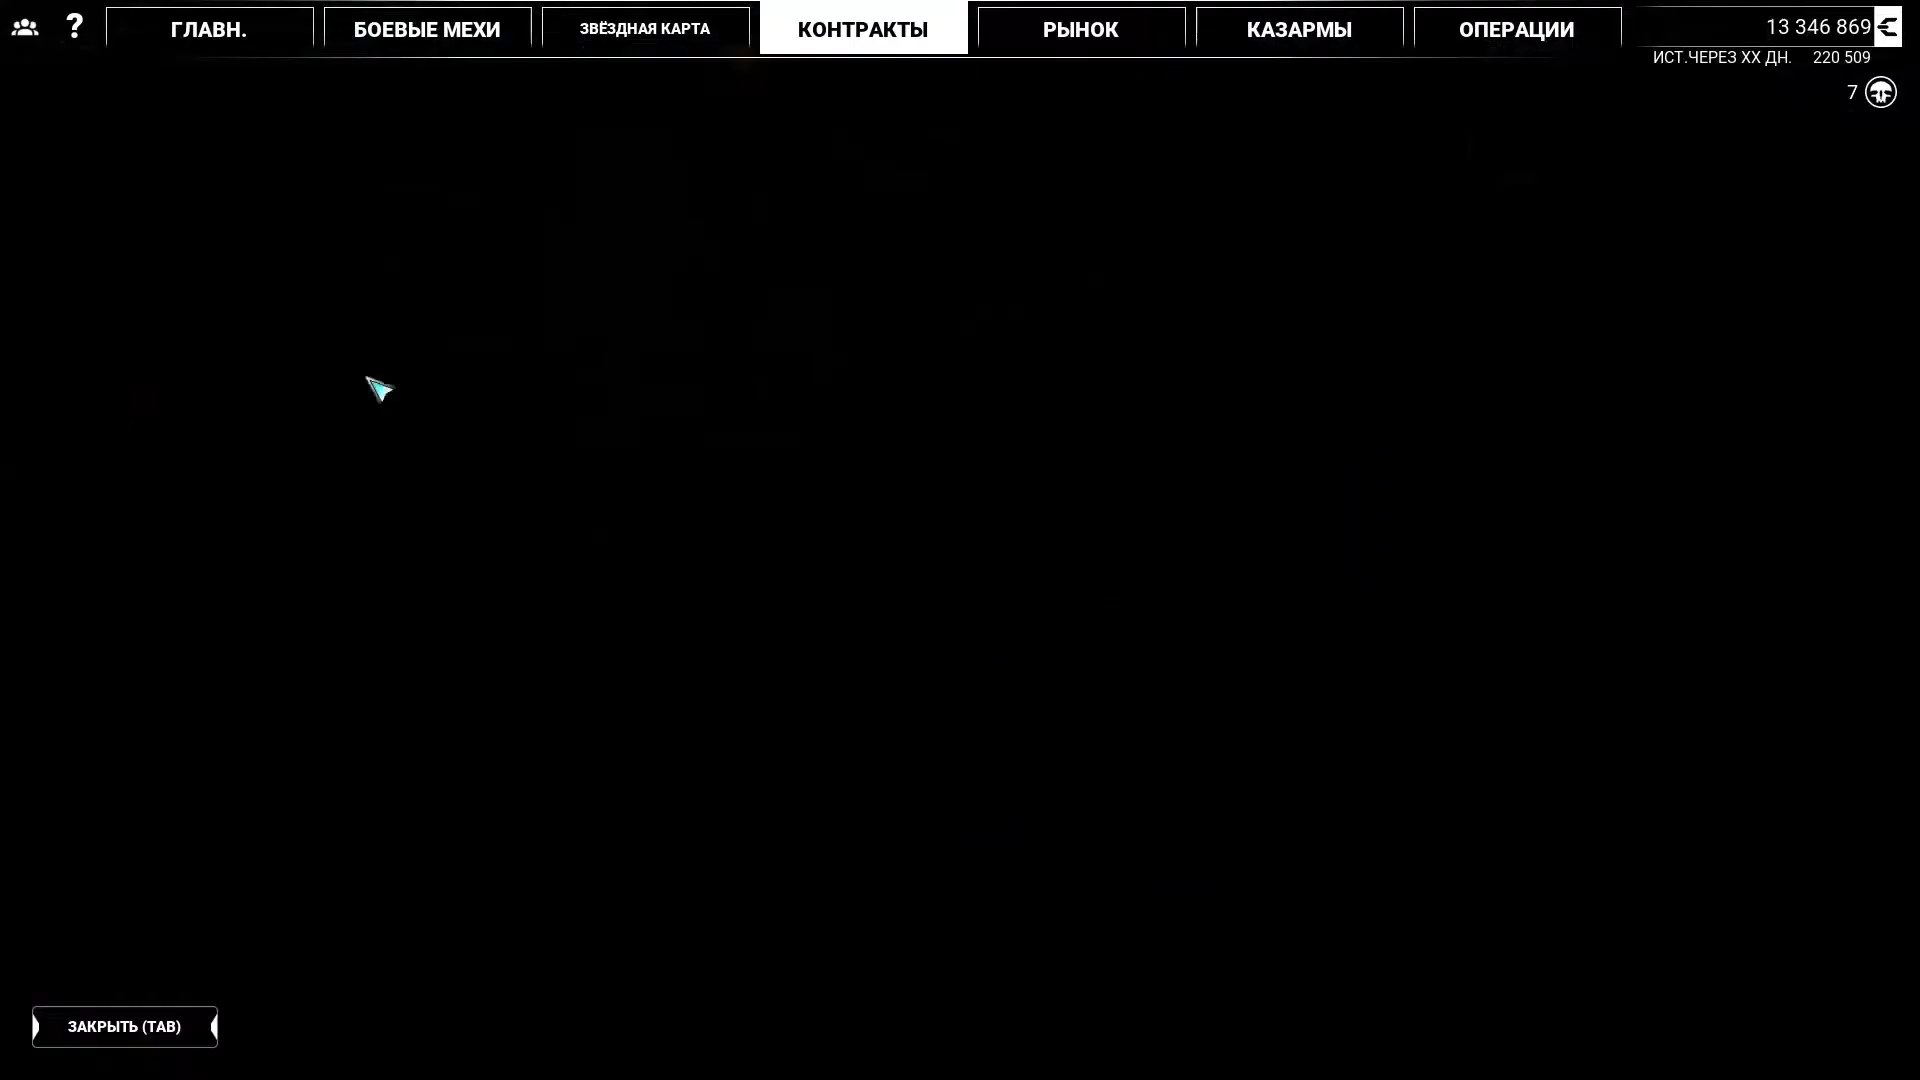 ?
ГЛАВН.
БОЕВЫЕ МЕХИ
ЗВЁЗДНАЯ КАРТА
КОНТРАКТЫ
РЫНОК
КАЗАРМЫ
ОПЕРАЦИИ
13 346 869
ИСТ.ЧЕРЕЗ XX ДН. 220 509
7
ЗАКРЫТЬ (TAB)